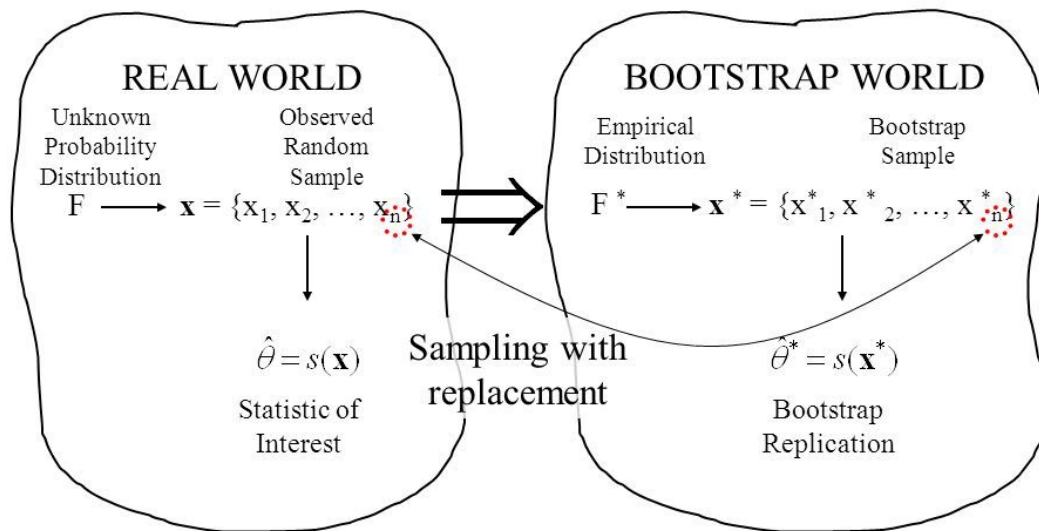 REAL WORLD
Unknown
Probability
Distribution
Observed
Random
Sample
F
x = {x₁, x₂, …, xₙ}
θ̂ = s(x)
Statistic of
Interest
Sampling with
replacement
BOOTSTRAP WORLD
Empirical
Distribution
Bootstrap
Sample
F *
x * = {x*₁, x *₂, …, x *ₙ}
θ̂* = s(x*)
Bootstrap
Replication